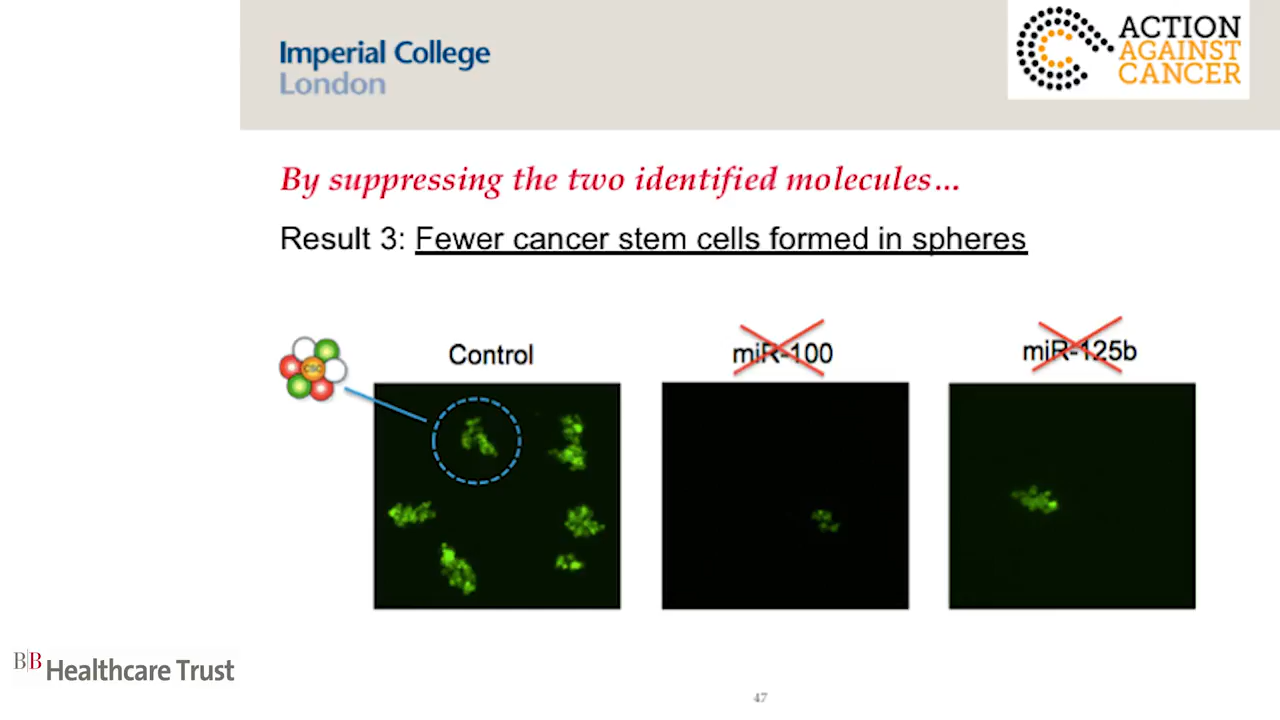 Imperial College
London
ACTION
AGAINST
CANCER
By suppressing the two identified molecules...
Result 3: Fewer cancer stem cells formed in spheres
Control
miR-100
miR-125b
CSC
BB Healthcare Trust
47